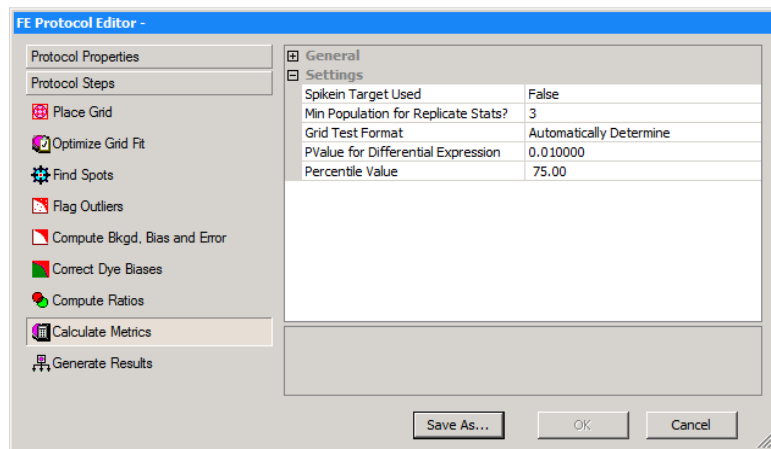 FE Protocol Editor -
Protocol Properties
Protocol Steps
Place Grid
Optimize Grid Fit
Find Spots
Flag Outliers
Compute Bkgd, Bias and Error
Correct Dye Biases
Compute Ratios
Calculate Metrics
Generate Results
General
Settings
Spikein Target Used False
Min Population for Replicate Stats? 3
Grid Test Format Automatically Determine
PValue for Differential Expression 0.010000
Percentile Value 75.00
Save As... OK Cancel